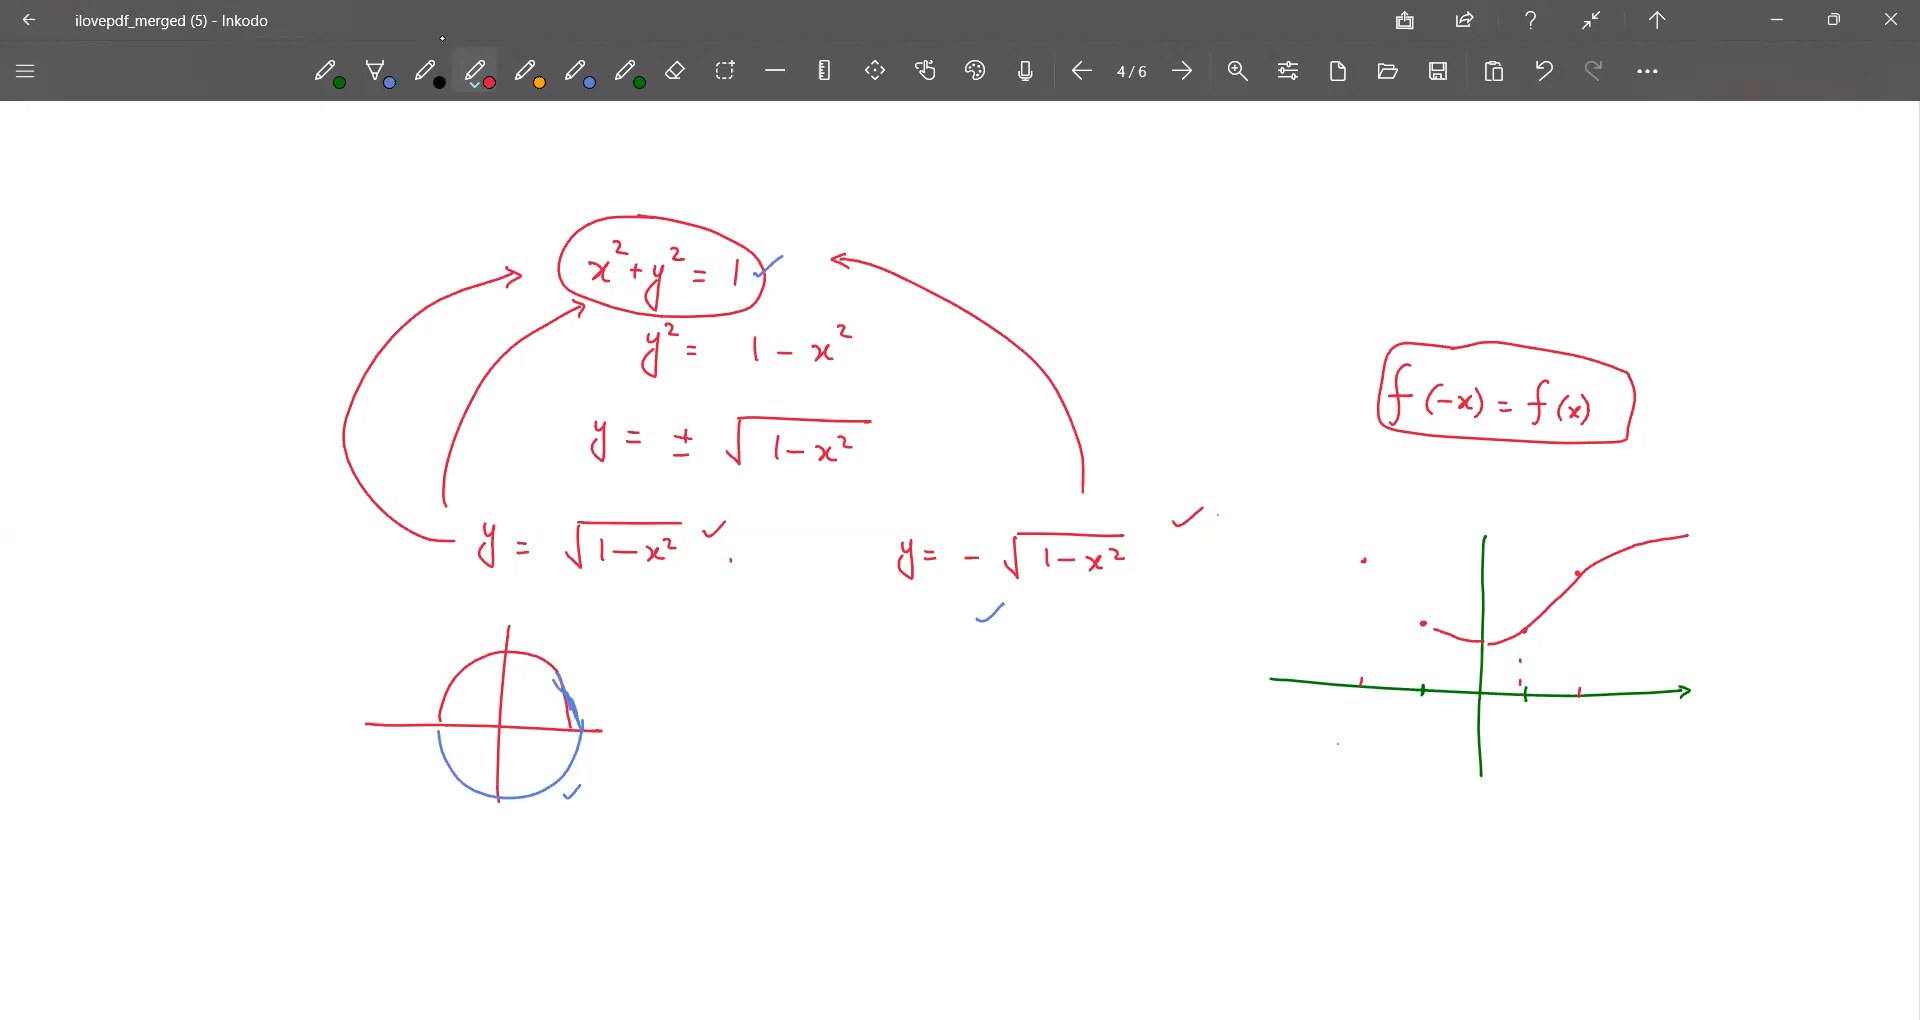 ilovepdf_merged (5) - Inkodo
4 / 6
x² + y² = 1
y² = 1 - x²
f(-x) = f(x)
y = ± √(1-x²)
y = √(1-x²)
y = - √(1-x²)